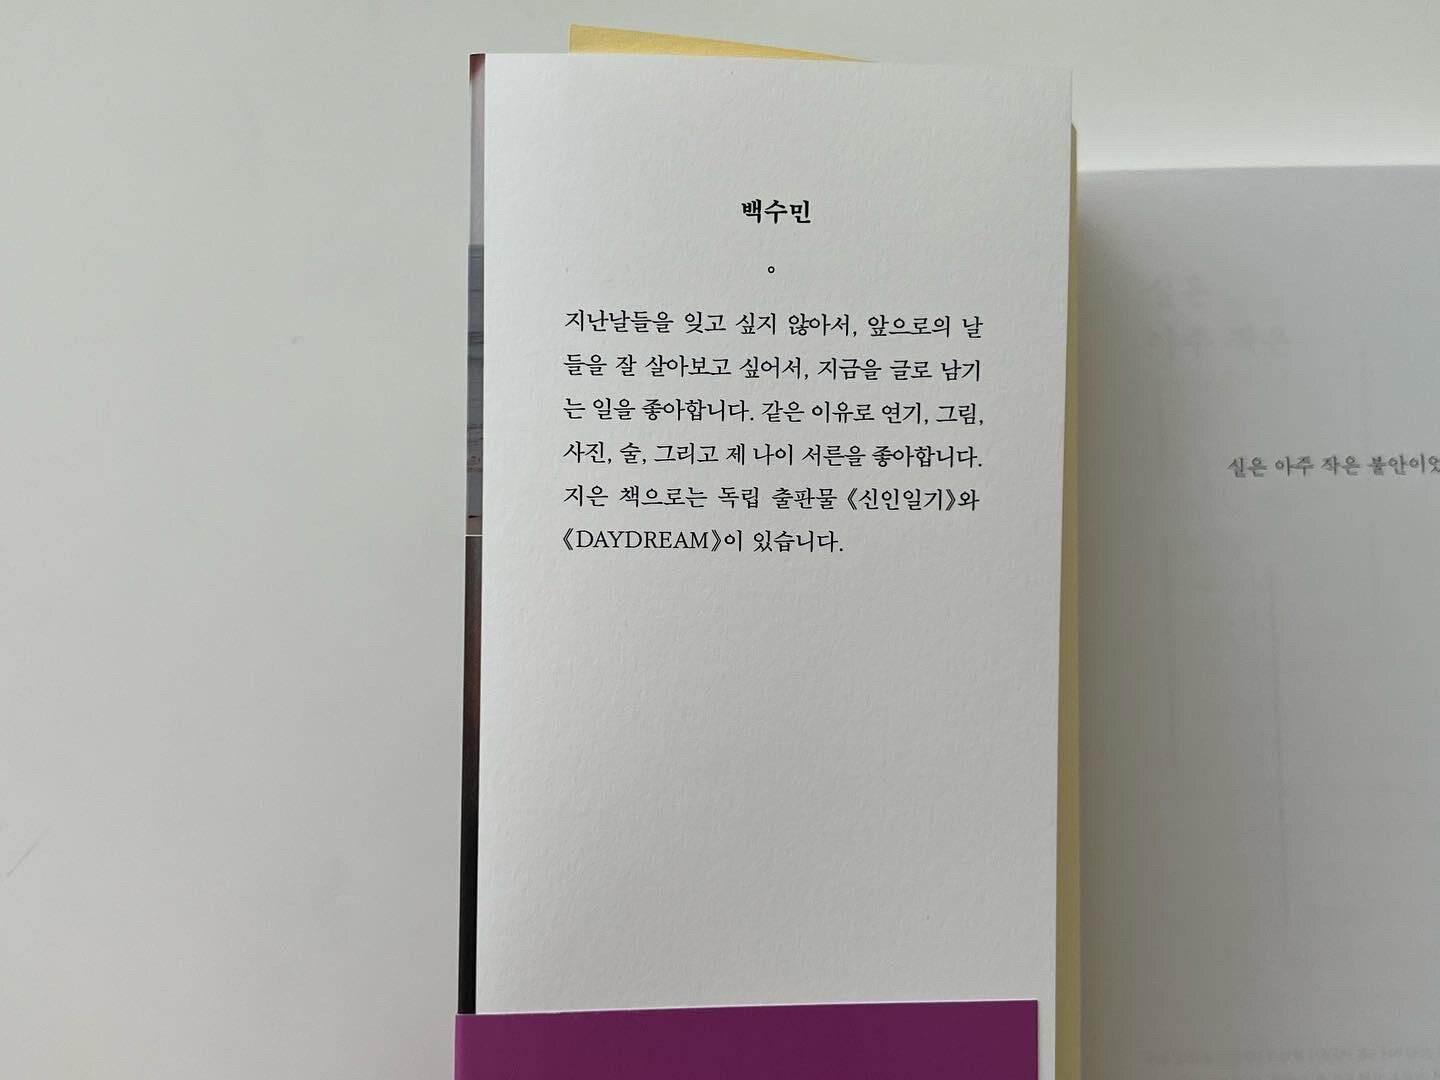 백수민
지난날들을 잊고 싶지 않아서, 앞으로의 날
들을 잘 살아보고 싶어서, 지금을 글로 남기
는 일을 좋아합니다. 같은 이유로 연기, 그림,
사진, 술, 그리고 제 나이 서른을 좋아합니다.
지은 책으로는 독립 출판물 《신인일기》와
《DAYDREAM》이 있습니다.
실은 아주 작은 불안이었